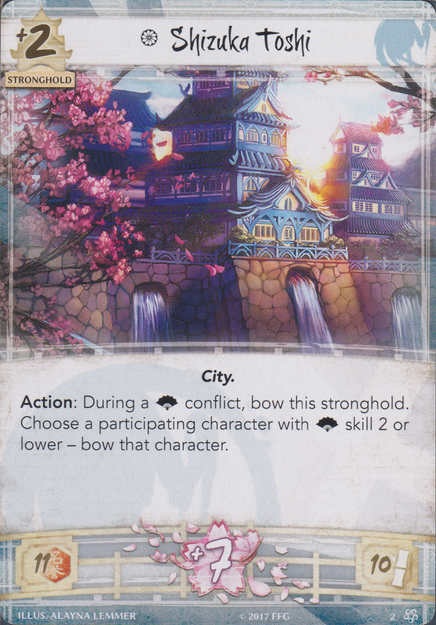 +2
Shizuka Toshi
STRONGHOLD
City.
Action: During a conflict, bow this stronghold.
Choose a participating character with skill 2 or
lower – bow that character.
11
+7
10
ILLUS. ALAYNA LEMMER
© 2017 FFG
2